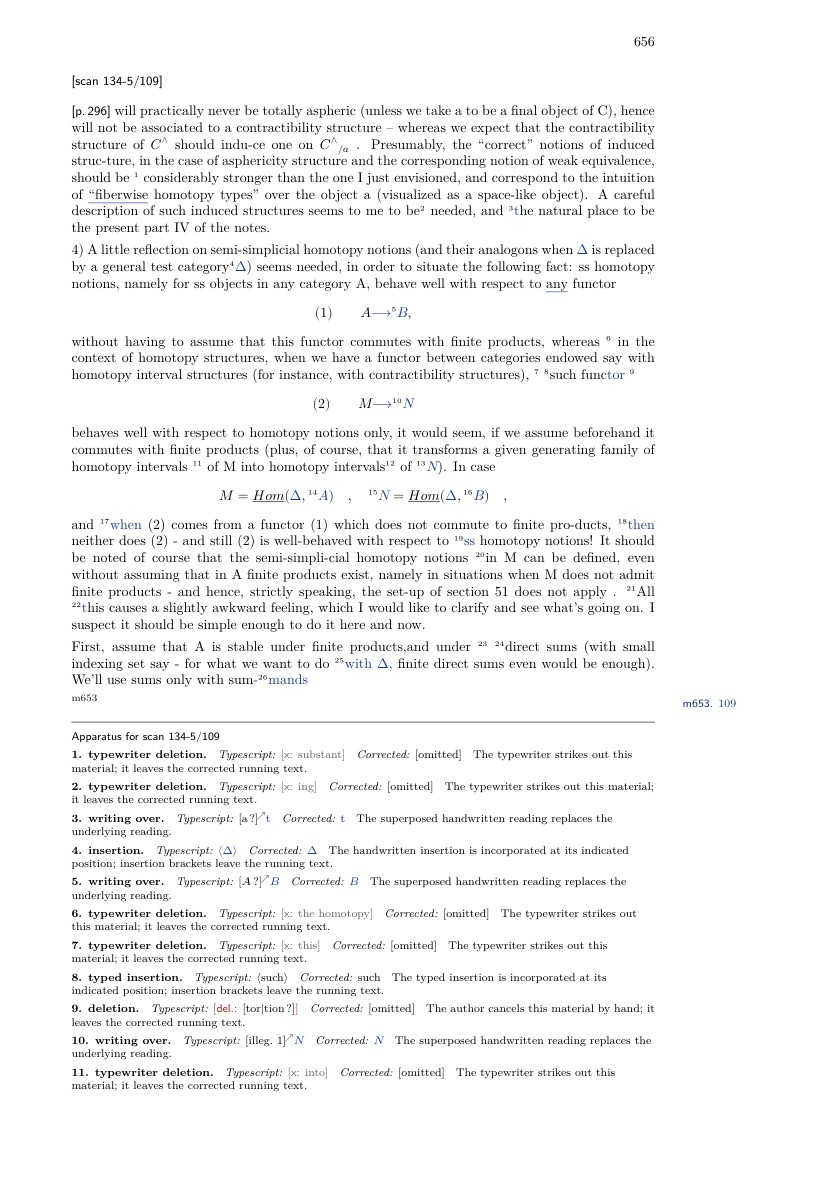 656
[scan 134-5/109]
[p. 296] will practically never be totally aspheric (unless we take a to be a final object of C), hence
will not be associated to a contractibility structure – whereas we expect that the contractibility
structure of C^ should indu-ce one on C^/a . Presumably, the “correct” notions of induced
struc-ture, in the case of asphericity structure and the corresponding notion of weak equivalence,
should be ¹ considerably stronger than the one I just envisioned, and correspond to the intuition
of “fiberwise homotopy types” over the object a (visualized as a space-like object). A careful
description of such induced structures seems to me to be² needed, and ³the natural place to be
the present part IV of the notes.
4) A little reflection on semi-simplicial homotopy notions (and their analogons when Δ is replaced
by a general test category⁴Δ) seems needed, in order to situate the following fact: ss homotopy
notions, namely for ss objects in any category A, behave well with respect to any functor
(1) A⟶⁵B,
without having to assume that this functor commutes with finite products, whereas ⁶ in the
context of homotopy structures, when we have a functor between categories endowed say with
homotopy interval structures (for instance, with contractibility structures), ⁷ ⁸such functor ⁹
(2) M⟶¹⁰N
behaves well with respect to homotopy notions only, it would seem, if we assume beforehand it
commutes with finite products (plus, of course, that it transforms a given generating family of
homotopy intervals ¹¹ of M into homotopy intervals¹² of ¹³N). In case
M = Hom(Δ, ¹⁴A) , ¹⁵N = Hom(Δ, ¹⁶B) ,
and ¹⁷when (2) comes from a functor (1) which does not commute to finite pro-ducts, ¹⁸then
neither does (2) - and still (2) is well-behaved with respect to ¹⁹ss homotopy notions! It should
be noted of course that the semi-simpli-cial homotopy notions ²⁰in M can be defined, even
without assuming that in A finite products exist, namely in situations when M does not admit
finite products - and hence, strictly speaking, the set-up of section 51 does not apply . ²¹All
²²this causes a slightly awkward feeling, which I would like to clarify and see what’s going on. I
suspect it should be simple enough to do it here and now.
First, assume that A is stable under finite products,and under ²³ ²⁴direct sums (with small
indexing set say - for what we want to do ²⁵with Δ, finite direct sums even would be enough).
We’ll use sums only with sum-²⁶mands
m653
m653. 109
Apparatus for scan 134-5/109
1. typewriter deletion. Typescript: [x: substant] Corrected: [omitted] The typewriter strikes out this
material; it leaves the corrected running text.
2. typewriter deletion. Typescript: [x: ing] Corrected: [omitted] The typewriter strikes out this material;
it leaves the corrected running text.
3. writing over. Typescript: [a ?]↗t Corrected: t The superposed handwritten reading replaces the
underlying reading.
4. insertion. Typescript: ⟨Δ⟩ Corrected: Δ The handwritten insertion is incorporated at its indicated
position; insertion brackets leave the running text.
5. writing over. Typescript: [A ?]↗B Corrected: B The superposed handwritten reading replaces the
underlying reading.
6. typewriter deletion. Typescript: [x: the homotopy] Corrected: [omitted] The typewriter strikes out
this material; it leaves the corrected running text.
7. typewriter deletion. Typescript: [x: this] Corrected: [omitted] The typewriter strikes out this
material; it leaves the corrected running text.
8. typed insertion. Typescript: ⟨such⟩ Corrected: such The typed insertion is incorporated at its
indicated position; insertion brackets leave the running text.
9. deletion. Typescript: [del.: [tor|tion ?]] Corrected: [omitted] The author cancels this material by hand; it
leaves the corrected running text.
10. writing over. Typescript: [illeg. 1]↗N Corrected: N The superposed handwritten reading replaces the
underlying reading.
11. typewriter deletion. Typescript: [x: into] Corrected: [omitted] The typewriter strikes out this
material; it leaves the corrected running text.